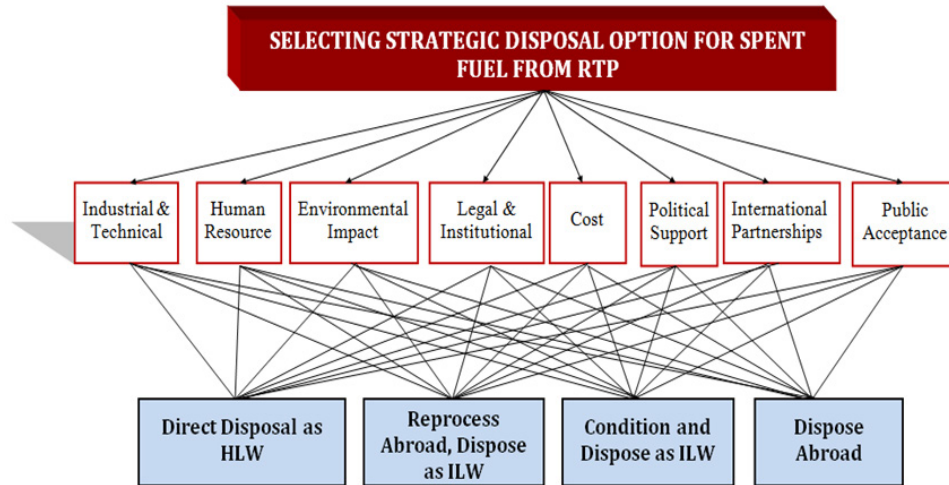 SELECTING STRATEGIC DISPOSAL OPTION FOR SPENT
FUEL FROM RTP
Industrial &
Technical
Human
Resource
Environmental
Impact
Legal &
Institutional
Cost
Political
Support
International
Partnerships
Public
Acceptance
Direct Disposal as
HLW
Reprocess
Abroad, Dispose
as ILW
Condition and
Dispose as ILW
Dispose
Abroad